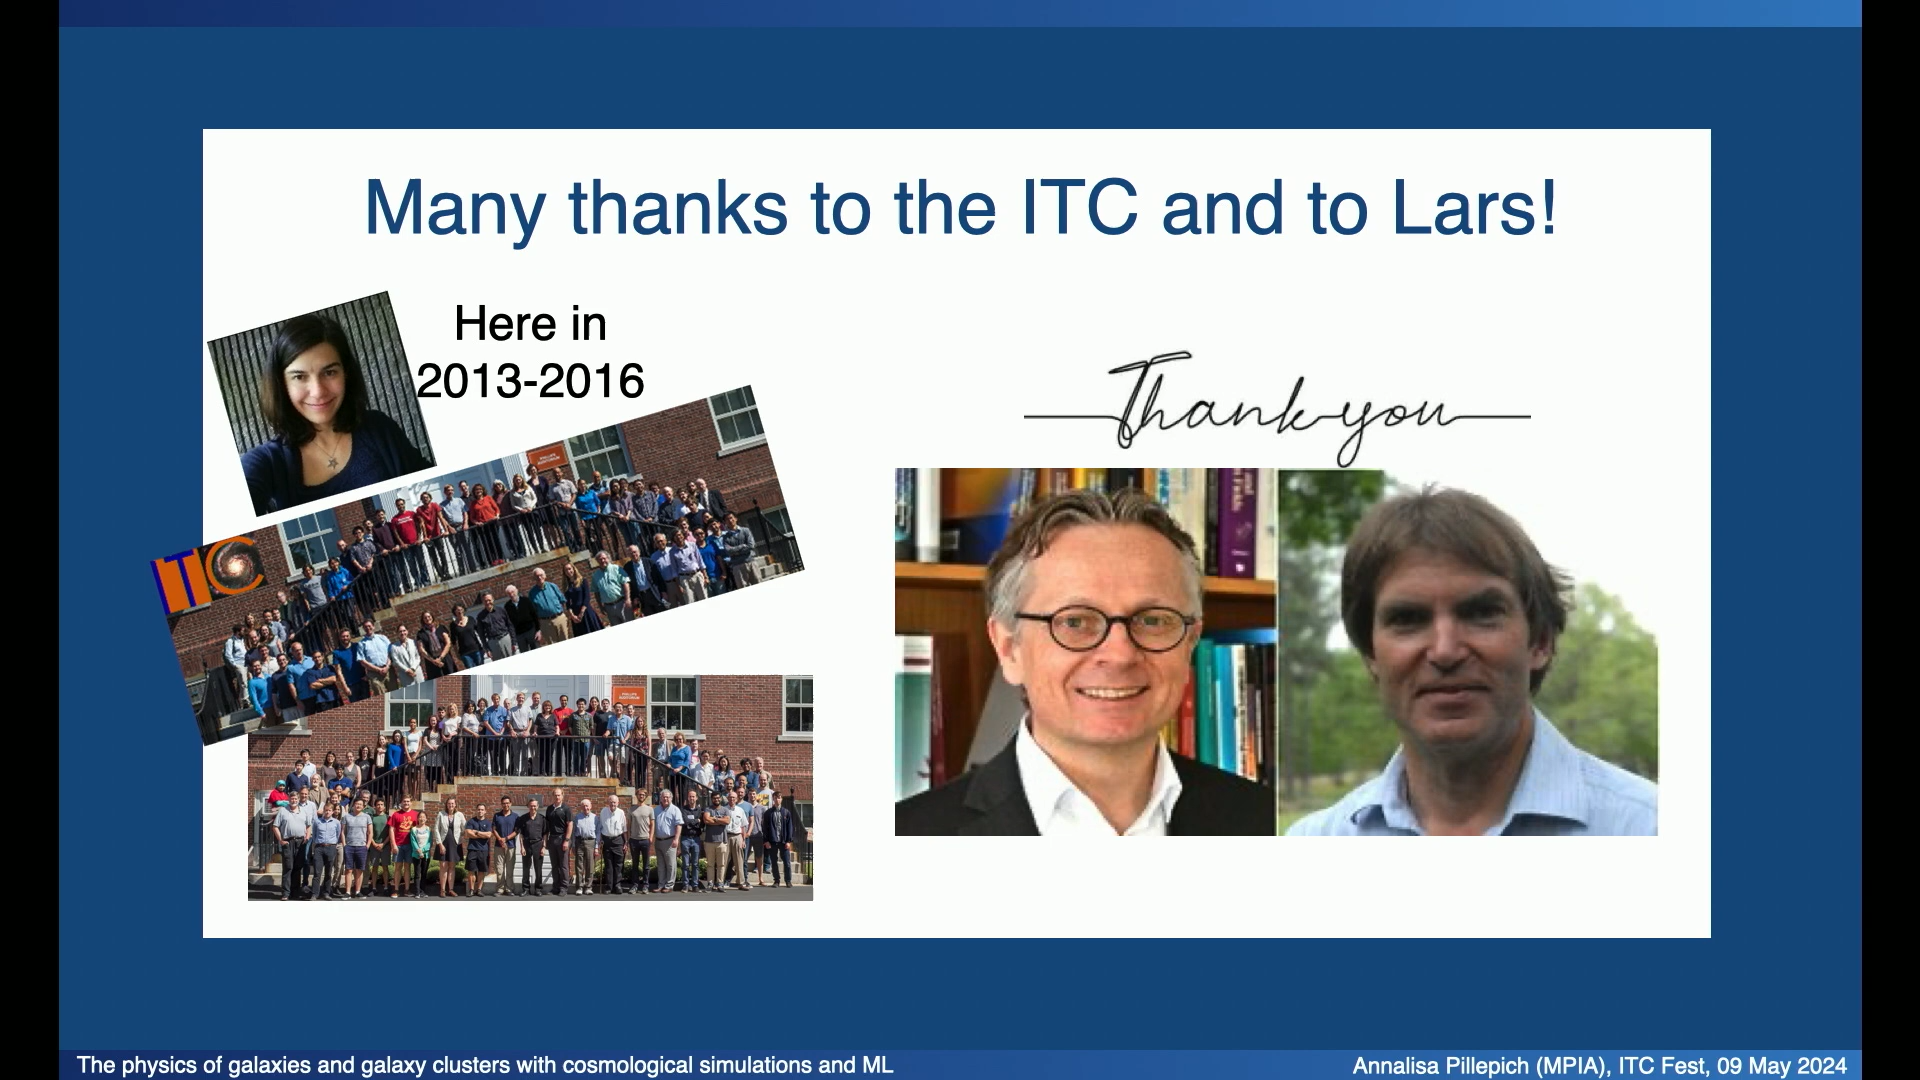 Many thanks to the ITC and to Lars!
Here in
2013-2016
Thank you
ITC
The physics of galaxies and galaxy clusters with cosmological simulations and ML
Annalisa Pillepich (MPIA), ITC Fest, 09 May 2024